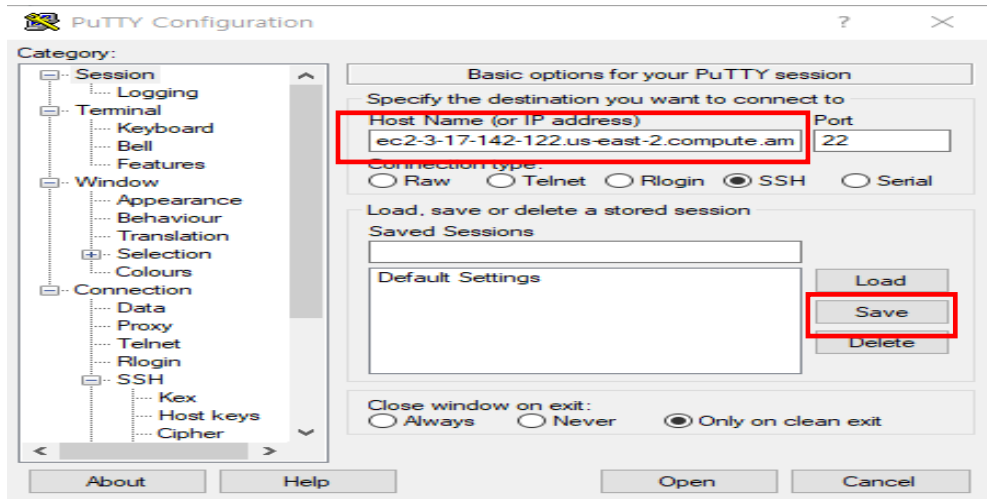 PuTTY Configuration
Category:
Session
Logging
Terminal
Keyboard
Bell
Features
Window
Appearance
Behaviour
Translation
Selection
Colours
Connection
Data
Proxy
Telnet
Rlogin
SSH
Kex
Host keys
Cipher
Basic options for your PuTTY session
Specify the destination you want to connect to
Host Name (or IP address) Port
ec2-3-17-142-122.us-east-2.compute.am 22
Connection type:
Raw Telnet Rlogin SSH Serial
Load, save or delete a stored session
Saved Sessions
Default Settings
Load
Save
Delete
Close window on exit:
Always Never Only on clean exit
About Help Open Cancel